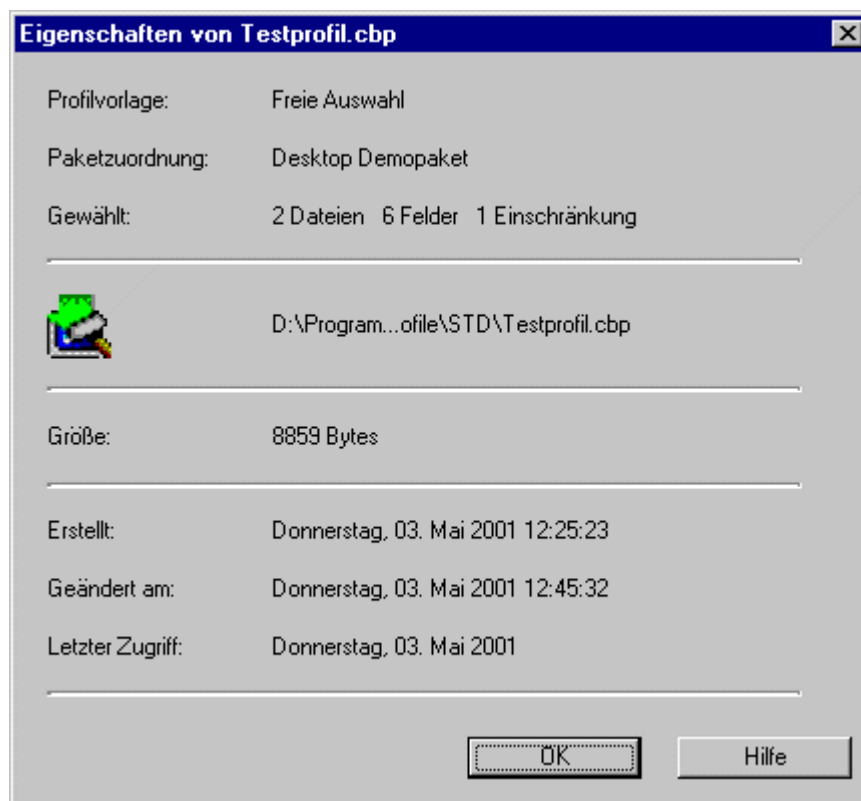 Eigenschaften von Testprofil.cbp
Profilvorlage: Freie Auswahl
Paketzuordnung: Desktop Demopaket
Gewählt: 2 Dateien 6 Felder 1 Einschränkung
D:\Program...ofile\STD\Testprofil.cbp
Größe: 8859 Bytes
Erstellt: Donnerstag, 03. Mai 2001 12:25:23
Geändert am: Donnerstag, 03. Mai 2001 12:45:32
Letzter Zugriff: Donnerstag, 03. Mai 2001
OK Hilfe